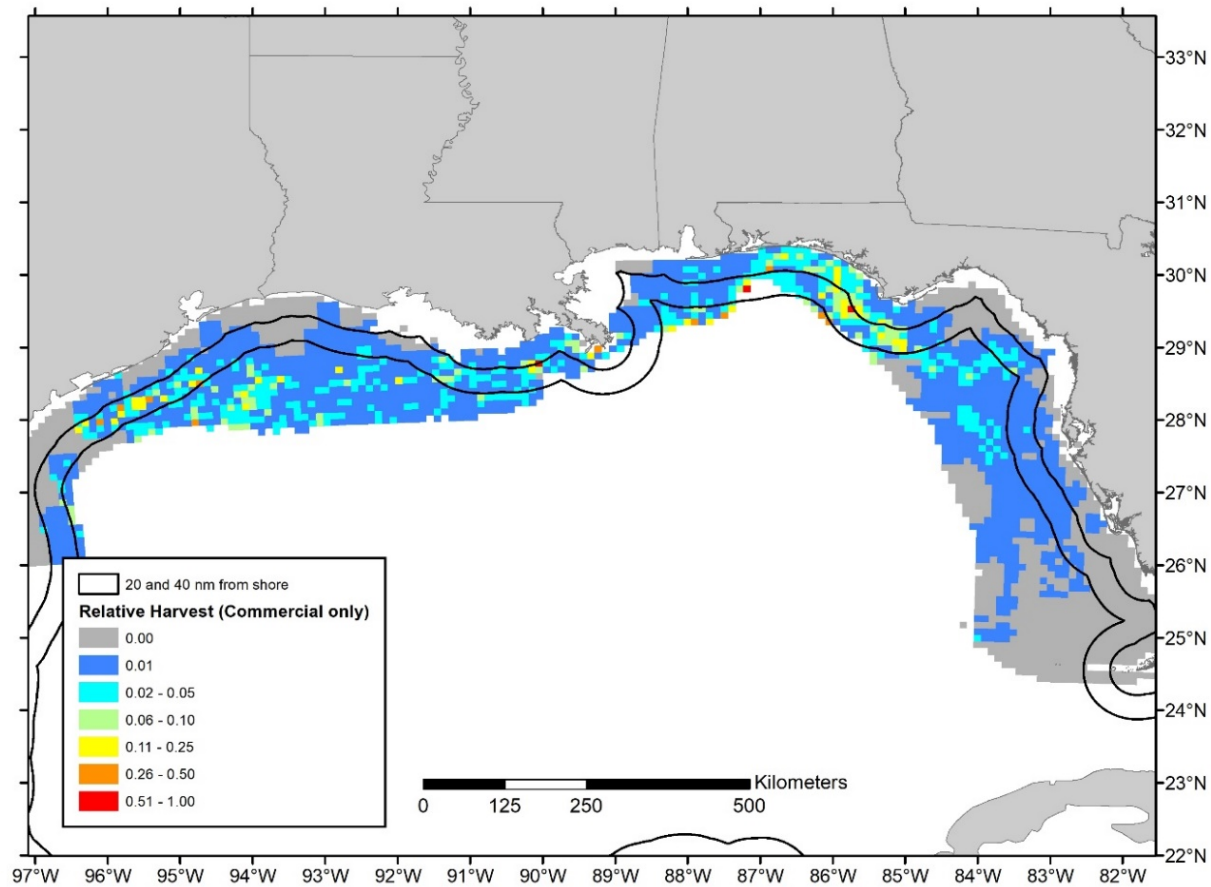 33°N
32°N
31°N
30°N
29°N
28°N
27°N
26°N
25°N
24°N
23°N
22°N
20 and 40 nm from shore
Relative Harvest (Commercial only)
0.00
0.01
0.02 - 0.05
0.06 - 0.10
0.11 - 0.25
0.26 - 0.50
0.51 - 1.00
Kilometers
0 125 250 500
97°W 96°W 95°W 94°W 93°W 92°W 91°W 90°W 89°W 88°W 87°W 86°W 85°W 84°W 83°W 82°W